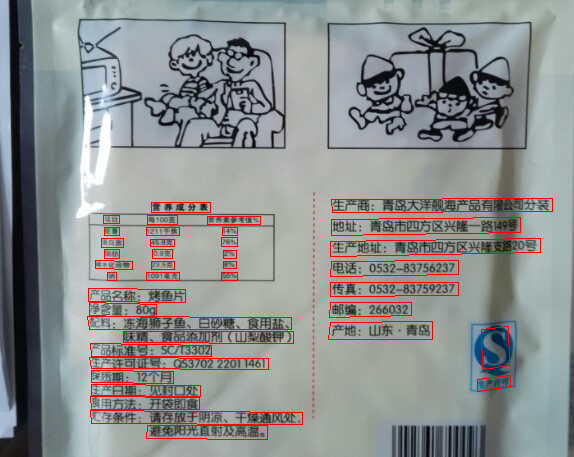 营养成分表
项目 每100克 营养素参考值%
能量 1211千焦 14%
蛋白质 45.8克 76%
脂肪 0.9克 2%
碳水化合物 23.5克 8%
钠 1091毫克 55%
产品名称：烤鱼片
净含量：80g
配料：冻海狮子鱼、白砂糖、食用盐、
味精、食品添加剂（山梨酸钾）
产品标准号：SC/T3302
生产许可证号：QS3702 2201 1461
保质期：12个月
生产日期：见封口处
食用方法：开袋即食
贮存条件：请存放于阴凉、干燥通风处，
避免阳光直射及高温。
生产商：青岛大洋舰海产品有限公司分装
地址：青岛市四方区兴隆一路149号
生产地址：青岛市四方区兴隆支路20号
电话：0532-83756237
传真：0532-83759237
邮编：266032
产地：山东·青岛
生产许可